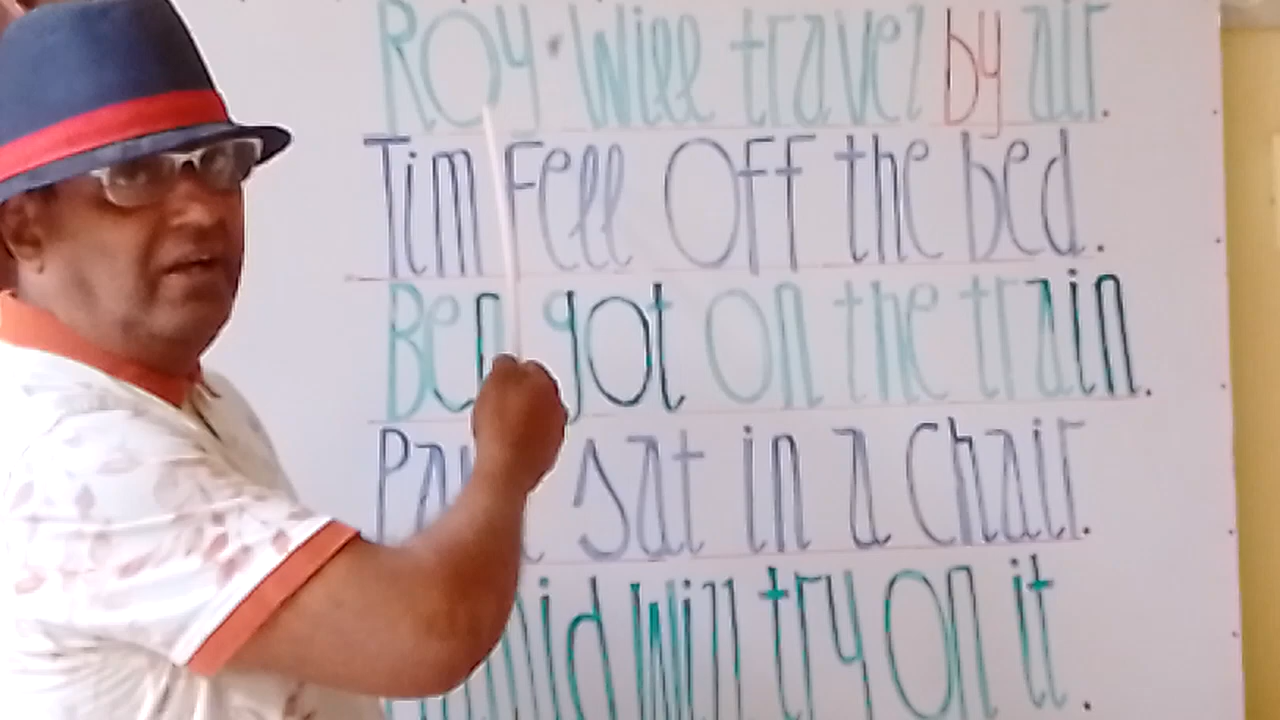 Roy will travel by air.
Tim Fell Off the bed.
Ben got on the train.
sat in a chair.
will try on it.